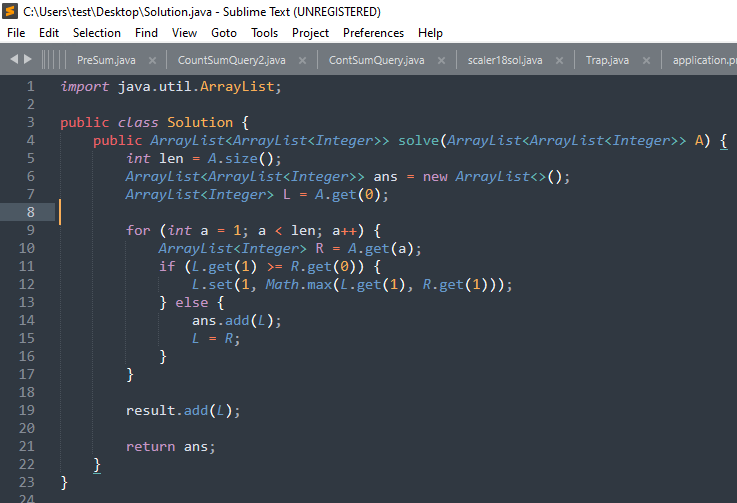 C:\Users\test\Desktop\Solution.java - Sublime Text (UNREGISTERED)
File Edit Selection Find View Goto Tools Project Preferences Help
PreSum.java × CountSumQuery2.java × ContSumQuery.java × scaler18sol.java × Trap.java × application.pr
1 import java.util.ArrayList;
2
3 public class Solution {
4     public ArrayList<ArrayList<Integer>> solve(ArrayList<ArrayList<Integer>> A) {
5         int len = A.size();
6         ArrayList<ArrayList<Integer>> ans = new ArrayList<>();
7         ArrayList<Integer> L = A.get(0);
8
9         for (int a = 1; a < len; a++) {
10             ArrayList<Integer> R = A.get(a);
11             if (L.get(1) >= R.get(0)) {
12                 L.set(1, Math.max(L.get(1), R.get(1)));
13             } else {
14                 ans.add(L);
15                 L = R;
16             }
17         }
18
19         result.add(L);
20
21         return ans;
22     }
23 }
24